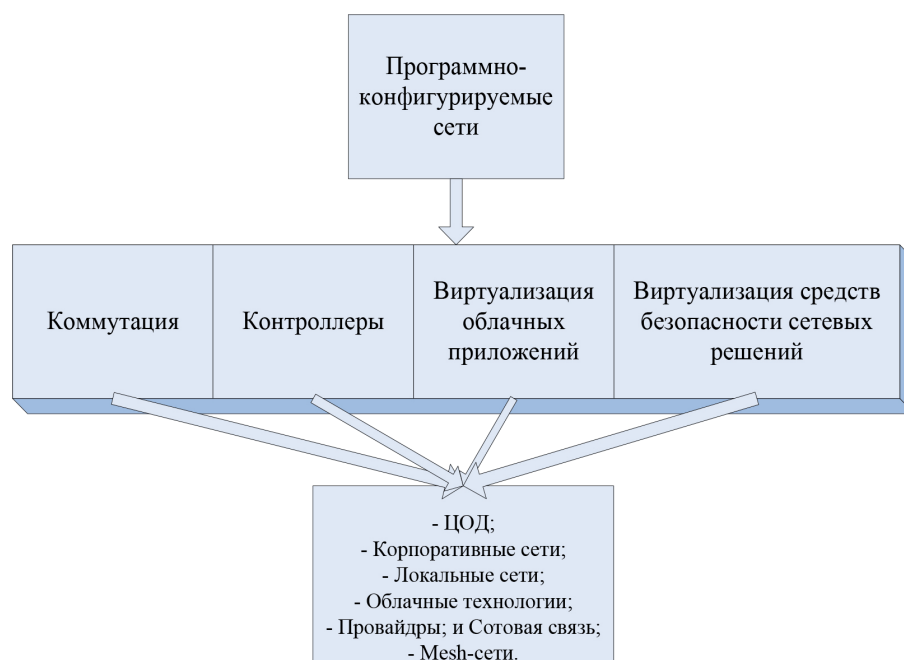 Программно-
конфигурируемые
сети
Коммутация
Контроллеры
Виртуализация
облачных
приложений
Виртуализация средств
безопасности сетевых
решений
- ЦОД;
- Корпоративные сети;
- Локальные сети;
- Облачные технологии;
- Провайдры; и Сотовая связь;
- Mesh-сети.